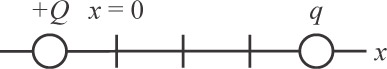 +Q x = 0 q
x